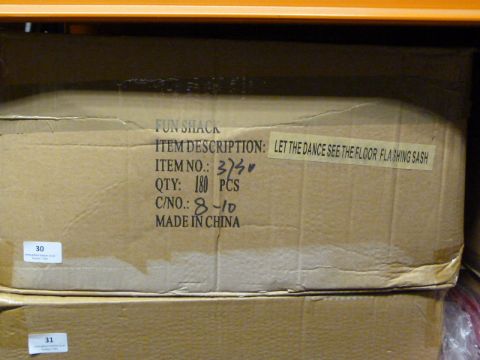 FUN SHACK
ITEM DESCRIPTION: LET THE DANCE SEE THE FLOOR FLASHING SASH
ITEM NO.:
QTY: 180 PCS
C/NO.: 8-10
MADE IN CHINA
30
31